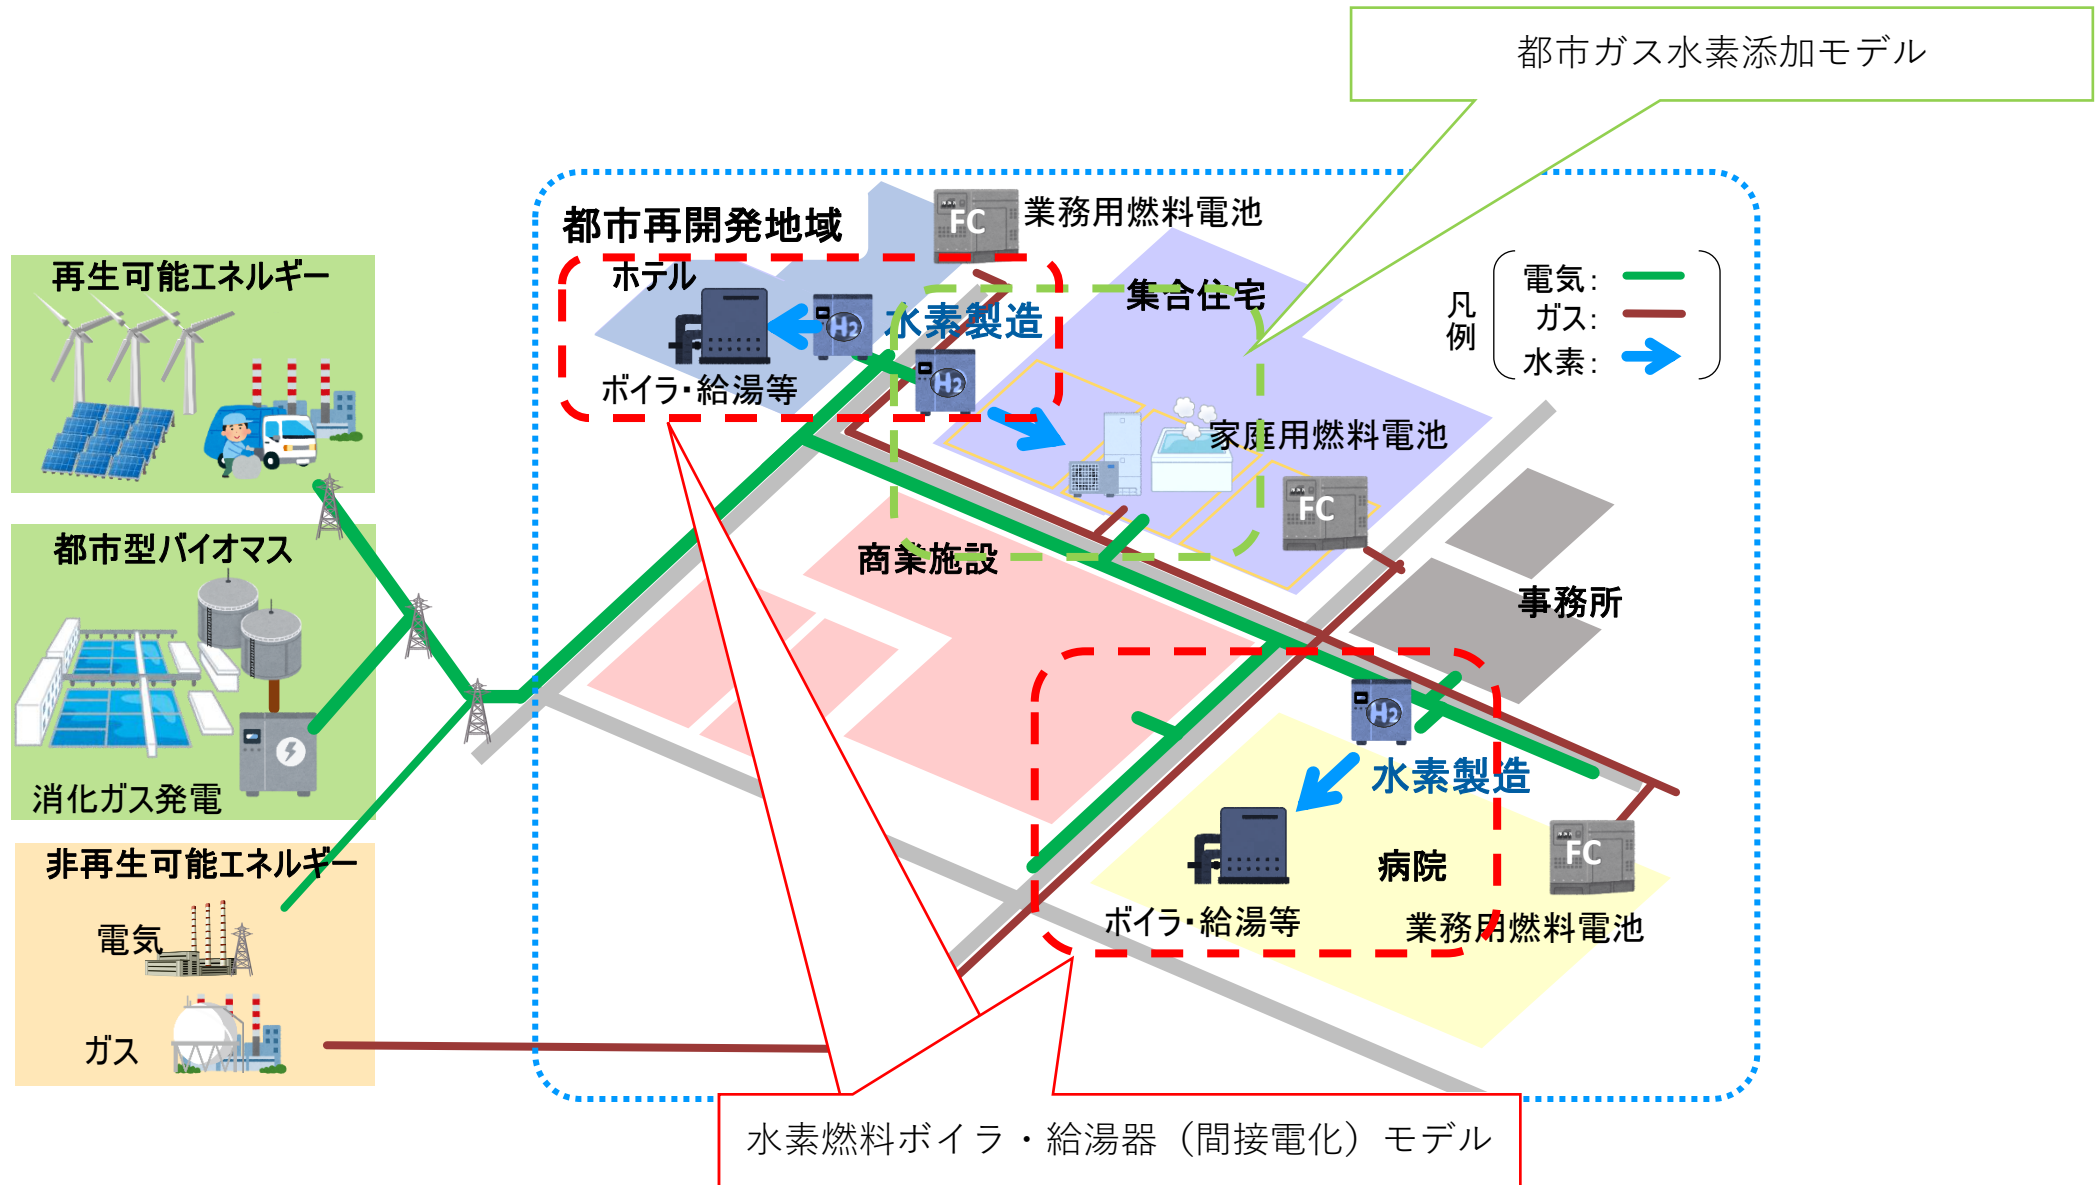 都市ガス水素添加モデル
都市再開発地域
FC
業務用燃料電池
再生可能エネルギー
ホテル
集合住宅
凡例
電気：
ガス：
水素：
H2
水素製造
H2
ボイラ・給湯等
家庭用燃料電池
FC
都市型バイオマス
商業施設
事務所
消化ガス発電
H2
水素製造
非再生可能エネルギー
病院
FC
ボイラ・給湯等
業務用燃料電池
電気
ガス
水素燃料ボイラ・給湯器（間接電化）モデル